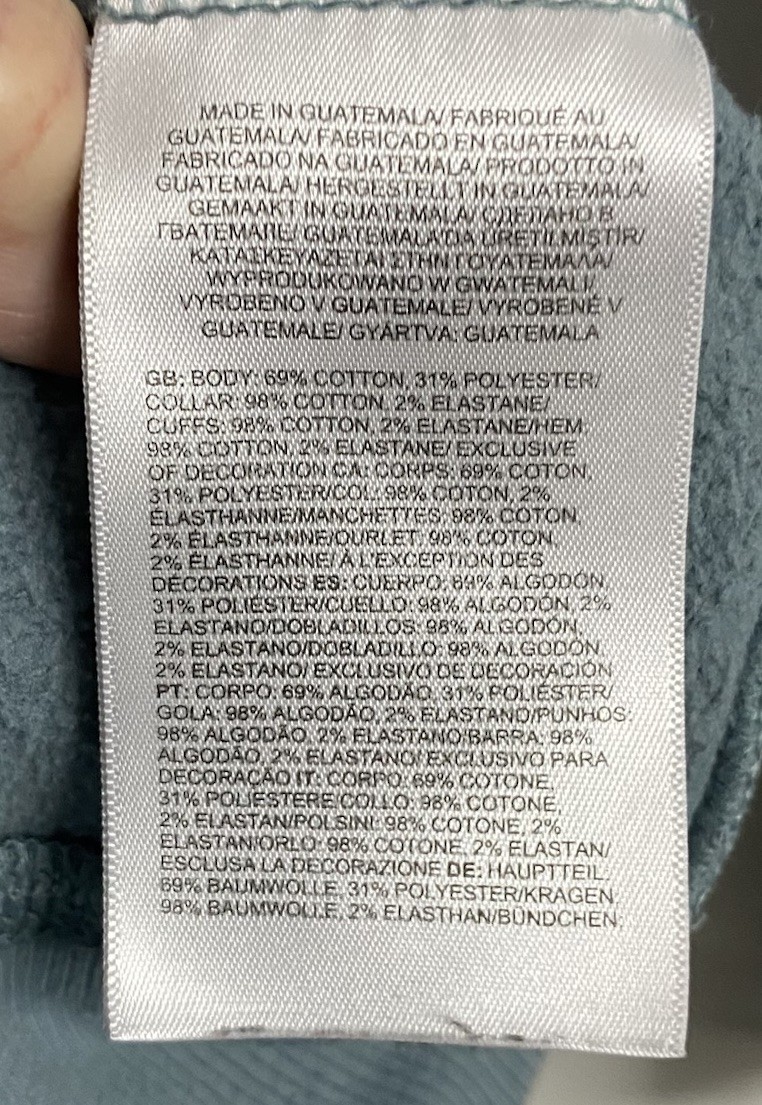 MADE IN GUATEMALA/ FABRIQUÉ AU
GUATEMALA/ FABRICADO EN GUATEMALA/
FABRICADO NA GUATEMALA/ PRODOTTO IN
GUATEMALA/ HERGESTELLT IN GUATEMALA/
GEMAAKT IN GUATEMALA/ СДЕЛАНО В
ГВАТЕМАЛЕ/ GUATEMALA'DA ÜRETİLMİŞTİR/
ΚΑΤΑΣΚΕΥΑΖΕΤΑΙ ΣΤΗΝ ΓΟΥΑΤΕΜΑΛΑ/
WYPRODUKOWANO W GWATEMALI/
VYROBENO V GUATEMALE/ VYROBENÉ V
GUATEMALE/ GYÁRTVA: GUATEMALA
GB: BODY: 69% COTTON, 31% POLYESTER/
COLLAR: 98% COTTON, 2% ELASTANE/
CUFFS: 98% COTTON, 2% ELASTANE/HEM:
98% COTTON, 2% ELASTANE/ EXCLUSIVE
OF DECORATION CA: CORPS: 69% COTON,
31% POLYESTER/COL: 98% COTON, 2%
ÉLASTHANNE/MANCHETTES: 98% COTON,
2% ÉLASTHANNE/OURLET: 98% COTON,
2% ÉLASTHANNE/ À L'EXCEPTION DES
DÉCORATIONS ES: CUERPO: 69% ALGODÓN,
31% POLIÉSTER/CUELLO: 98% ALGODÓN, 2%
ELASTANO/DOBLADILLOS: 98% ALGODÓN,
2% ELASTANO/DOBLADILLO: 98% ALGODÓN,
2% ELASTANO/ EXCLUSIVO DE DECORACIÓN
PT: CORPO: 69% ALGODÃO, 31% POLIÉSTER/
GOLA: 98% ALGODÃO, 2% ELASTANO/PUNHOS:
98% ALGODÃO, 2% ELASTANO/BARRA: 98%
ALGODÃO, 2% ELASTANO/ EXCLUSIVO PARA
DECORAÇÃO IT: CORPO: 69% COTONE,
31% POLIESTERE/COLLO: 98% COTONE,
2% ELASTAN/POLSINI: 98% COTONE, 2%
ELASTAN/ORLO: 98% COTONE, 2% ELASTAN/
ESCLUSA LA DECORAZIONE DE: HAUPTTEIL:
69% BAUMWOLLE, 31% POLYESTER/KRAGEN:
98% BAUMWOLLE, 2% ELASTHAN/BÜNDCHEN: